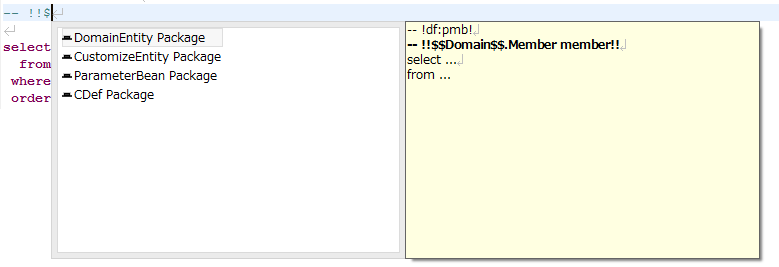 -- !!$
select
from
where
order
DomainEntity Package
CustomizeEntity Package
ParameterBean Package
CDef Package
-- !df:pmb!
-- !!$$Domain$$.Member member!!
select ...
from ...